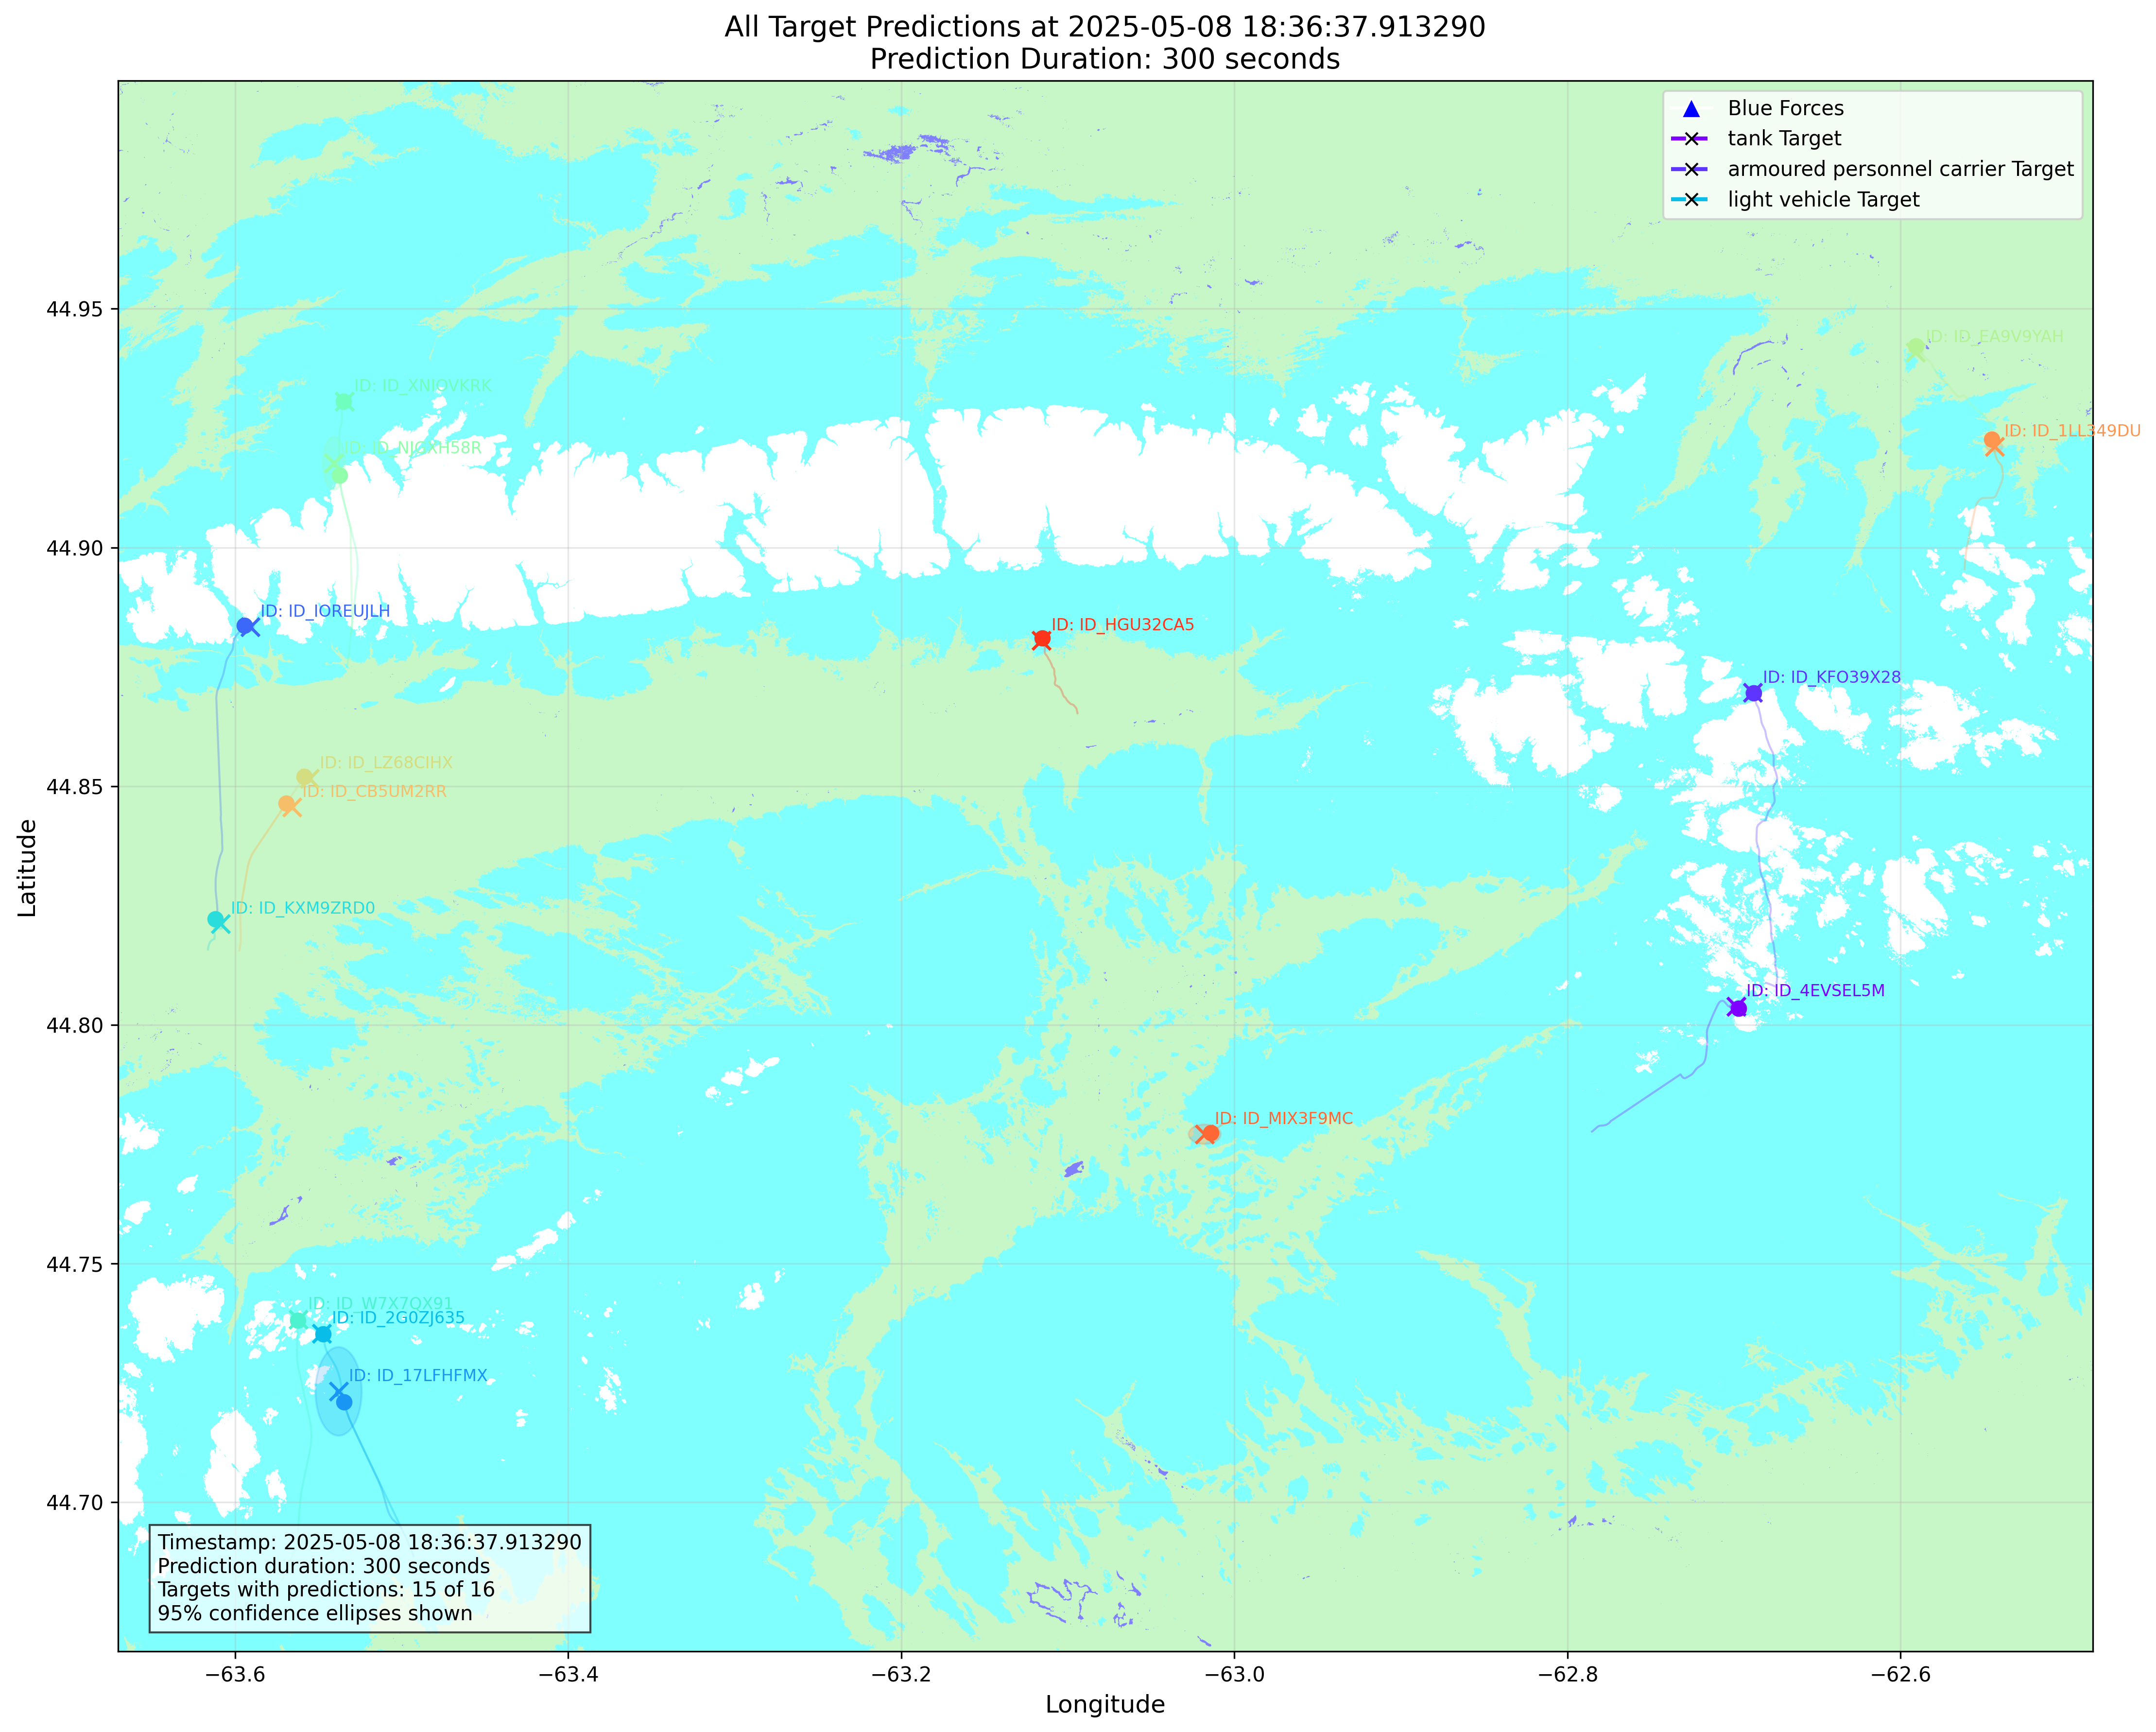 All Target Predictions at 2025-05-08 18:36:37.913290
Prediction Duration: 300 seconds
Blue Forces
tank Target
armoured personnel carrier Target
light vehicle Target
ID: ID_EA9V9YAH
ID: ID_XNIOVKRK
ID: ID_1LL349DU
ID: ID_NJGXH58R
ID: ID_IOREUJLH
ID: ID_HGU32CA5
ID: ID_KFO39X28
ID: ID_LZ68CIHX
ID: ID_CB5UM2RR
ID: ID_KXM9ZRD0
ID: ID_4EVSEL5M
ID: ID_MIX3F9MC
ID: ID_W7X7OX91
ID: ID_2G0ZJ635
ID: ID_17LFHFMX
44.95
44.90
44.85
44.80
44.75
44.70
Latitude
Timestamp: 2025-05-08 18:36:37.913290
Prediction duration: 300 seconds
Targets with predictions: 15 of 16
95% confidence ellipses shown
−63.6
−63.4
−63.2
−63.0
−62.8
−62.6
Longitude